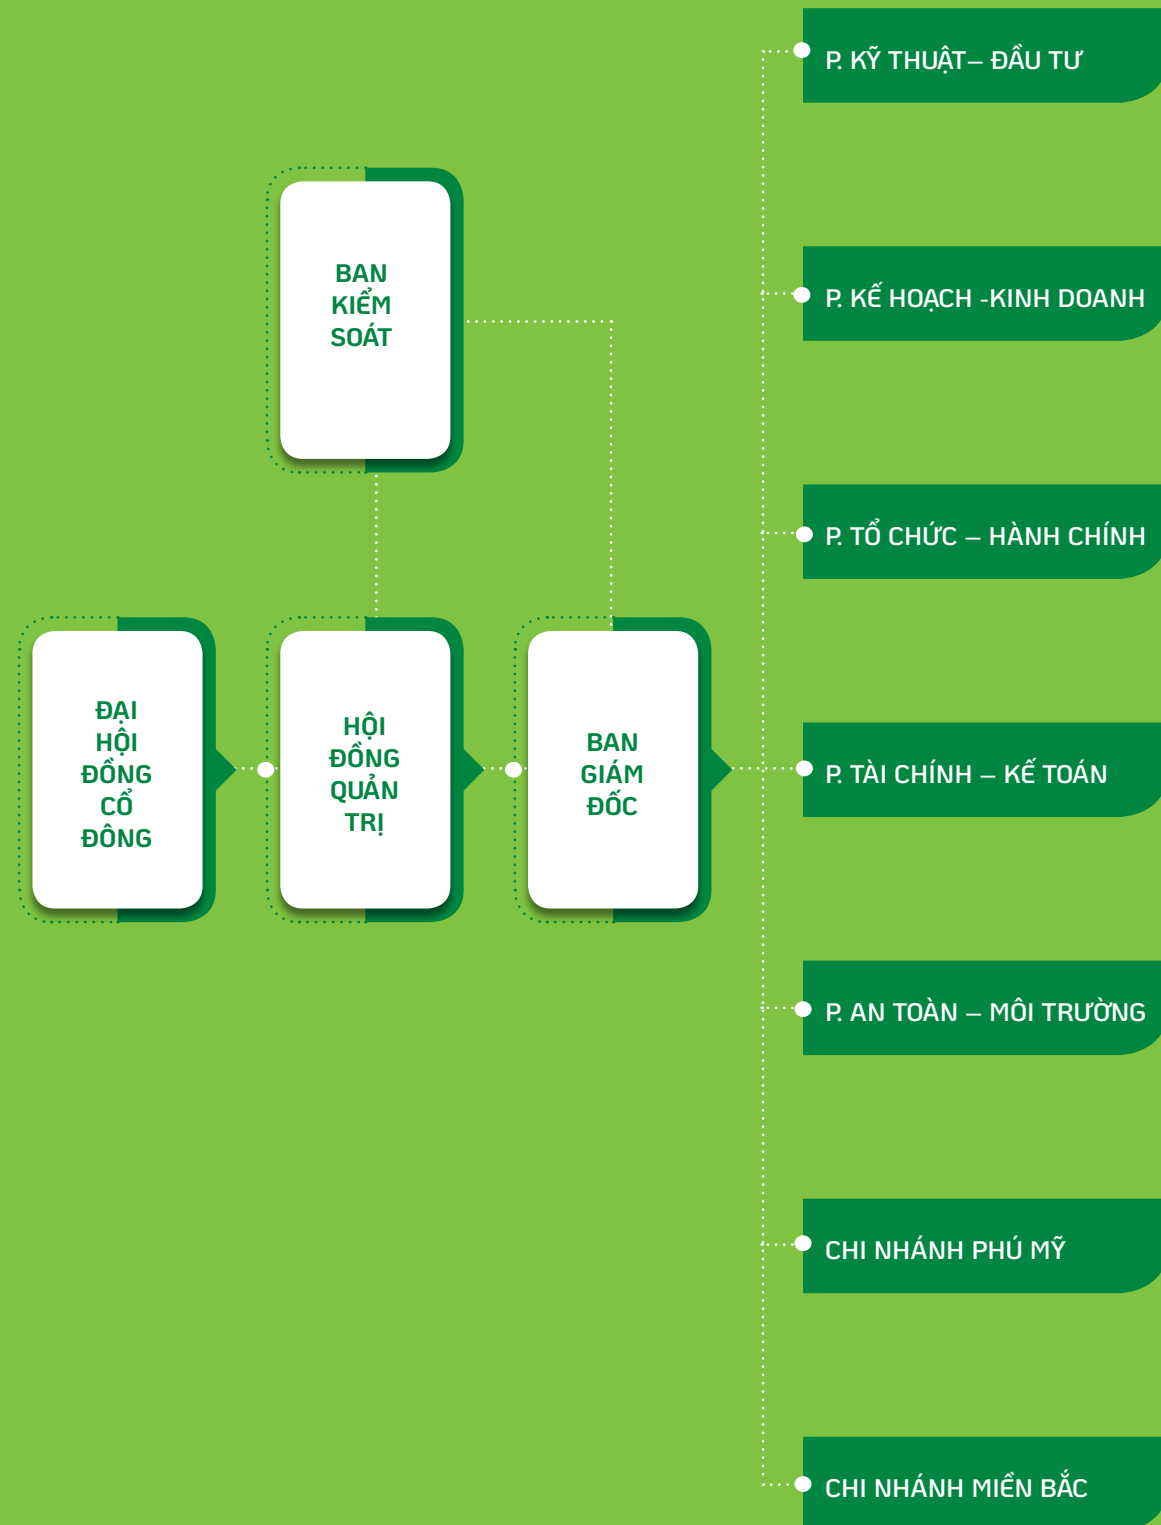 BAN
KIỂM
SOÁT
ĐẠI
HỘI
ĐỒNG
CỔ
ĐÔNG
HỘI
ĐỒNG
QUẢN
TRỊ
BAN
GIÁM
ĐỐC
P. KỸ THUẬT– ĐẦU TƯ
P. KẾ HOẠCH -KINH DOANH
P. TỔ CHỨC – HÀNH CHÍNH
P. TÀI CHÍNH – KẾ TOÁN
P. AN TOÀN – MÔI TRƯỜNG
CHI NHÁNH PHÚ MỸ
CHI NHÁNH MIỀN BẮC